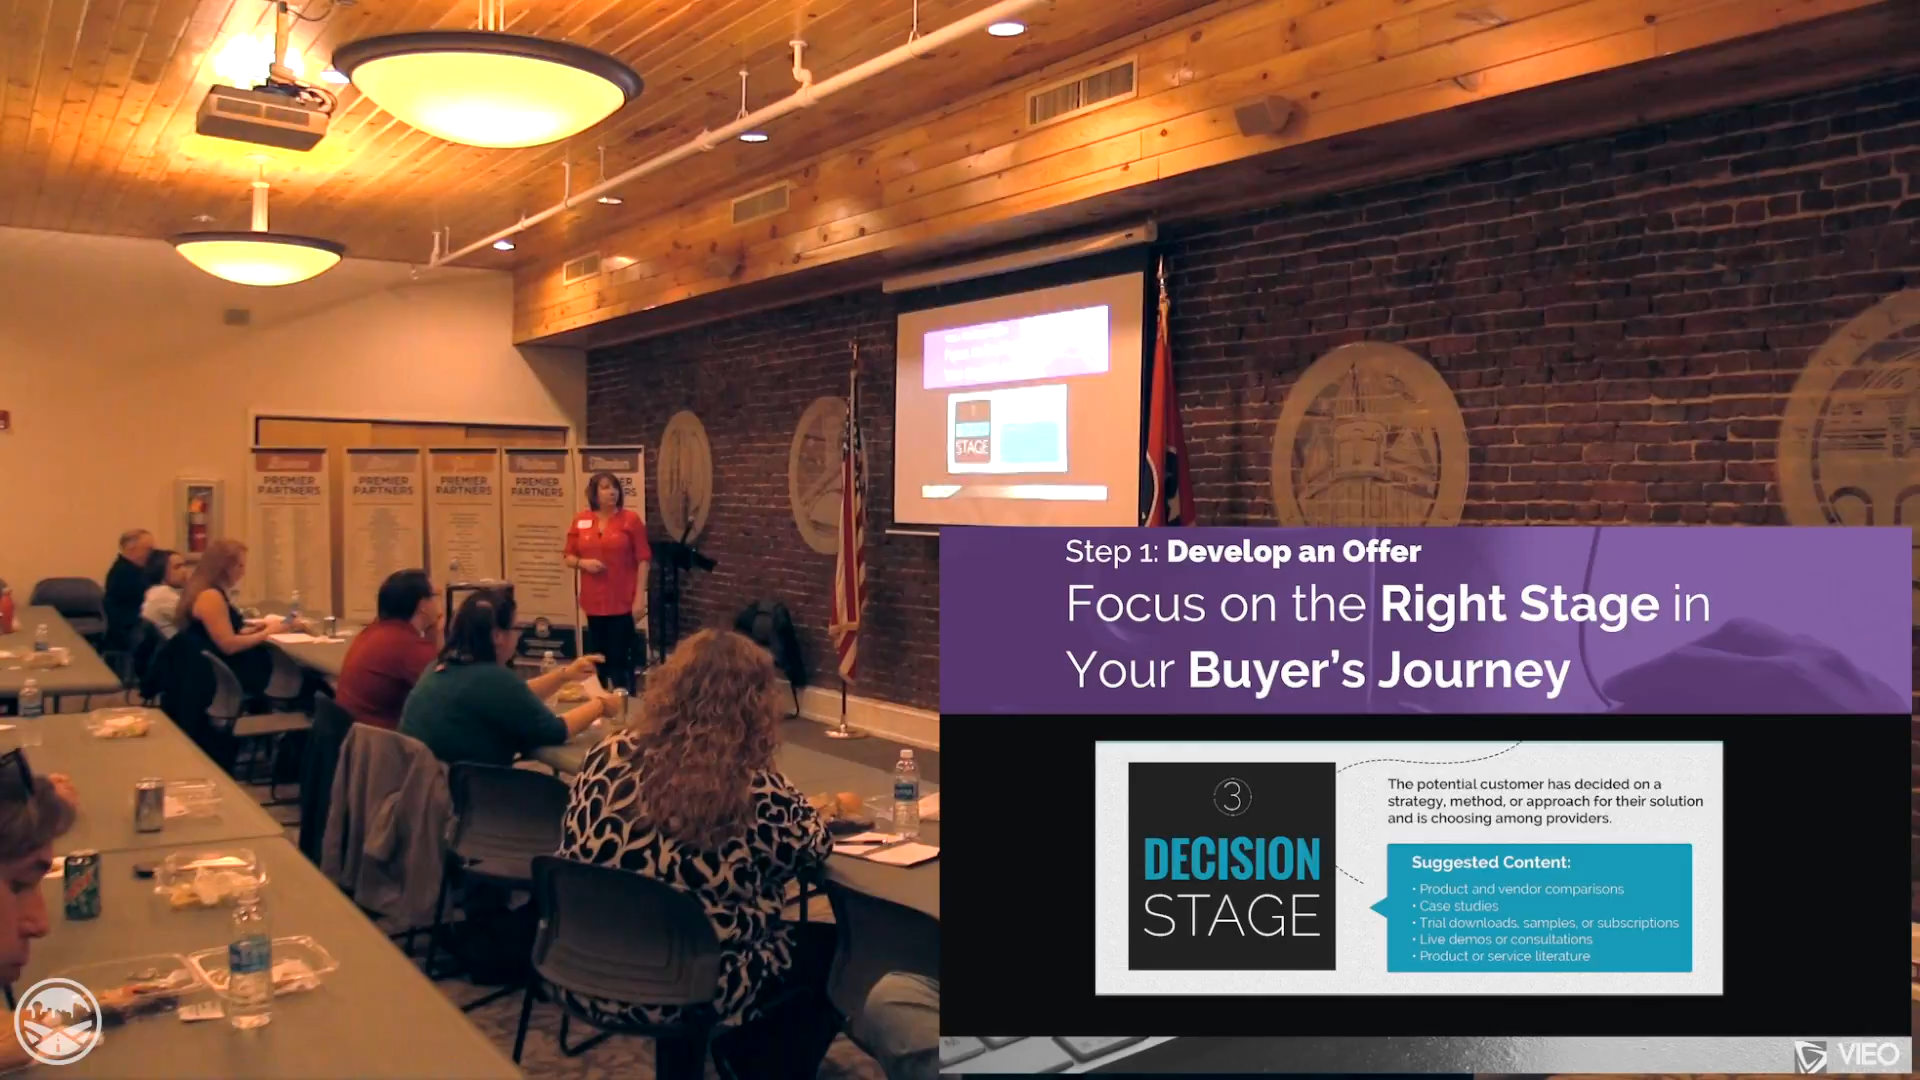 PREMIER
PARTNERS
PREMIER
PARTNERS
PREMIER
PARTNERS
PREMIER
PARTNERS
STAGE
Step 1: Develop an Offer
Focus on the Right Stage in
Your Buyer's Journey
3
DECISION
STAGE
The potential customer has decided on a
strategy, method, or approach for their solution
and is choosing among providers.
Suggested Content:
• Product and vendor comparisons
• Case studies
• Trial downloads, samples, or subscriptions
• Live demos or consultations
• Product or service literature
VIEO